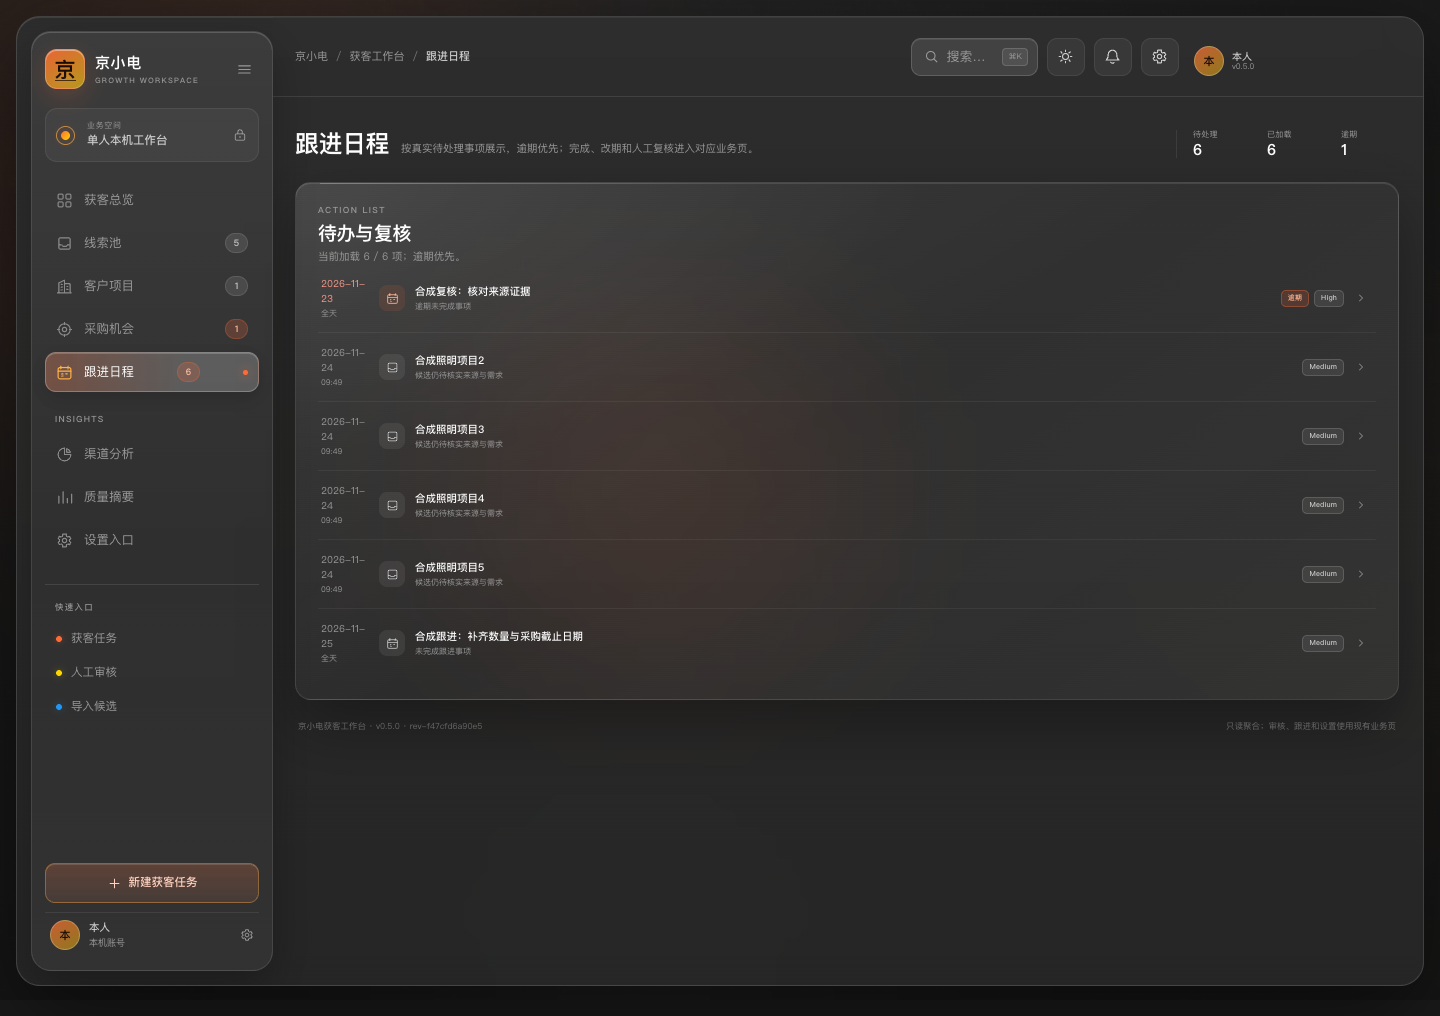 京
京小电
GROWTH WORKSPACE
业务空间
单人本机工作台
获客总览
线索池 5
客户项目 1
采购机会 1
跟进日程 6
INSIGHTS
渠道分析
质量摘要
设置入口
快速入口
获客任务
人工审核
导入候选
新建获客任务
本
本人
本机账号
京小电 / 获客工作台 / 跟进日程
搜索... ⌘K
本
本人
v0.5.0
跟进日程
按真实待处理事项展示，逾期优先；完成、改期和人工复核进入对应业务页。
待处理 已加载 逾期
6 6 1
ACTION LIST
待办与复核
当前加载 6 / 6 项；逾期优先。
2026-11-
23
全天
合成复核：核对来源证据
逾期未完成事项
逾期 High
2026-11-
24
09:49
合成照明项目2
候选仍待核实来源与需求
Medium
2026-11-
24
09:49
合成照明项目3
候选仍待核实来源与需求
Medium
2026-11-
24
09:49
合成照明项目4
候选仍待核实来源与需求
Medium
2026-11-
24
09:49
合成照明项目5
候选仍待核实来源与需求
Medium
2026-11-
25
全天
合成跟进：补齐数量与采购截止日期
未完成跟进事项
Medium
京小电获客工作台 · v0.5.0 · rev-f47cfd6a90e5
只读聚合；审核、跟进和设置使用现有业务页